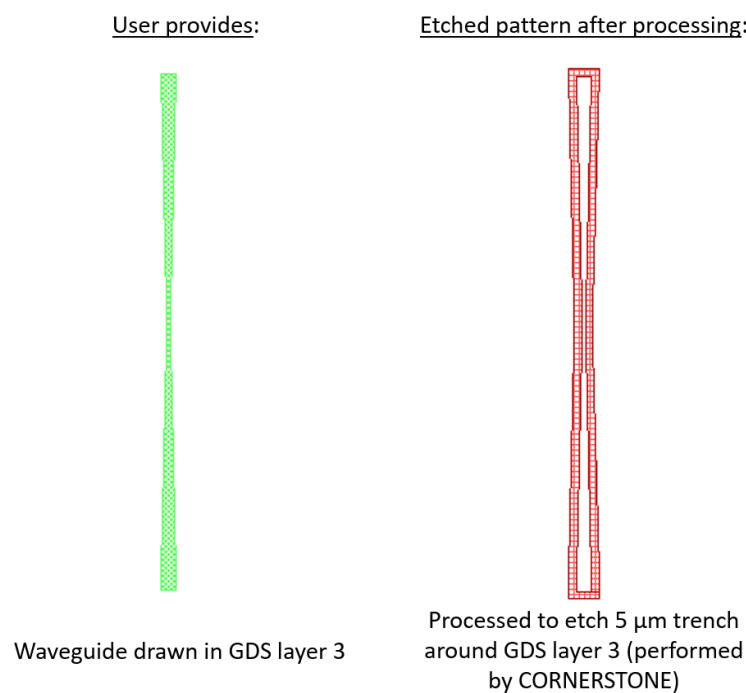 User provides:
Etched pattern after processing:
Waveguide drawn in GDS layer 3
Processed to etch 5 µm trench
around GDS layer 3 (performed
by CORNERSTONE)